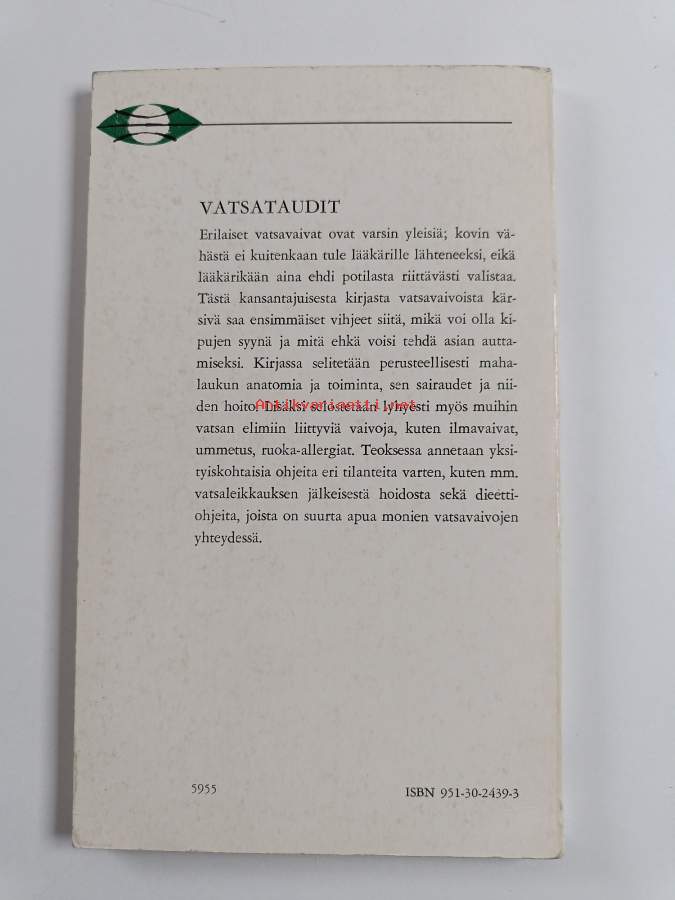 VATSATAUDIT
Erilaiset vatsavaivat ovat varsin yleisiä; kovin vä-
hästä ei kuitenkaan tule lääkärille lähteneeksi, eikä
lääkärikään aina ehdi potilasta riittävästi valistaa.
Tästä kansantajuisesta kirjasta vatsavaivoista kär-
sivä saa ensimmäiset vihjeet siitä, mikä voi olla ki-
pujen syynä ja mitä ehkä voisi tehdä asian autta-
miseksi. Kirjassa selitetään perusteellisesti maha-
laukun anatomia ja toiminta, sen sairaudet ja nii-
den hoito. Lisäksi selostetaan lyhyesti myös muihin
Antikvariaatti.net
vatsan elimiin liittyviä vaivoja, kuten ilmavaivat,
ummetus, ruoka-allergiat. Teoksessa annetaan yksi-
tyiskohtaisia ohjeita eri tilanteita varten, kuten mm.
vatsaleikkauksen jälkeisestä hoidosta sekä dieetti-
ohjeita, joista on suurta apua monien vatsavaivojen
yhteydessä.
5955
ISBN 951-30-2439-3